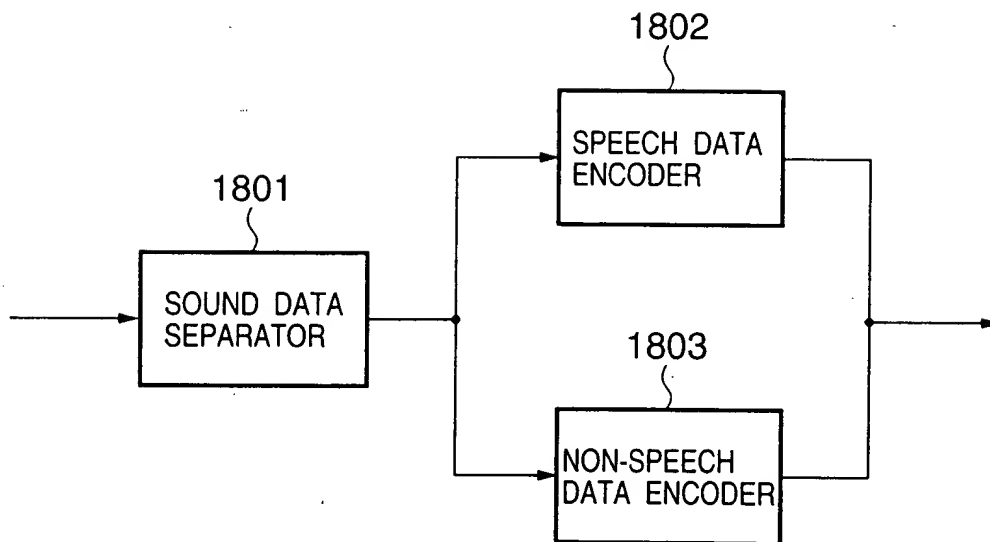 1802
SPEECH DATA
ENCODER
1801
SOUND DATA
SEPARATOR
1803
NON-SPEECH
DATA ENCODER